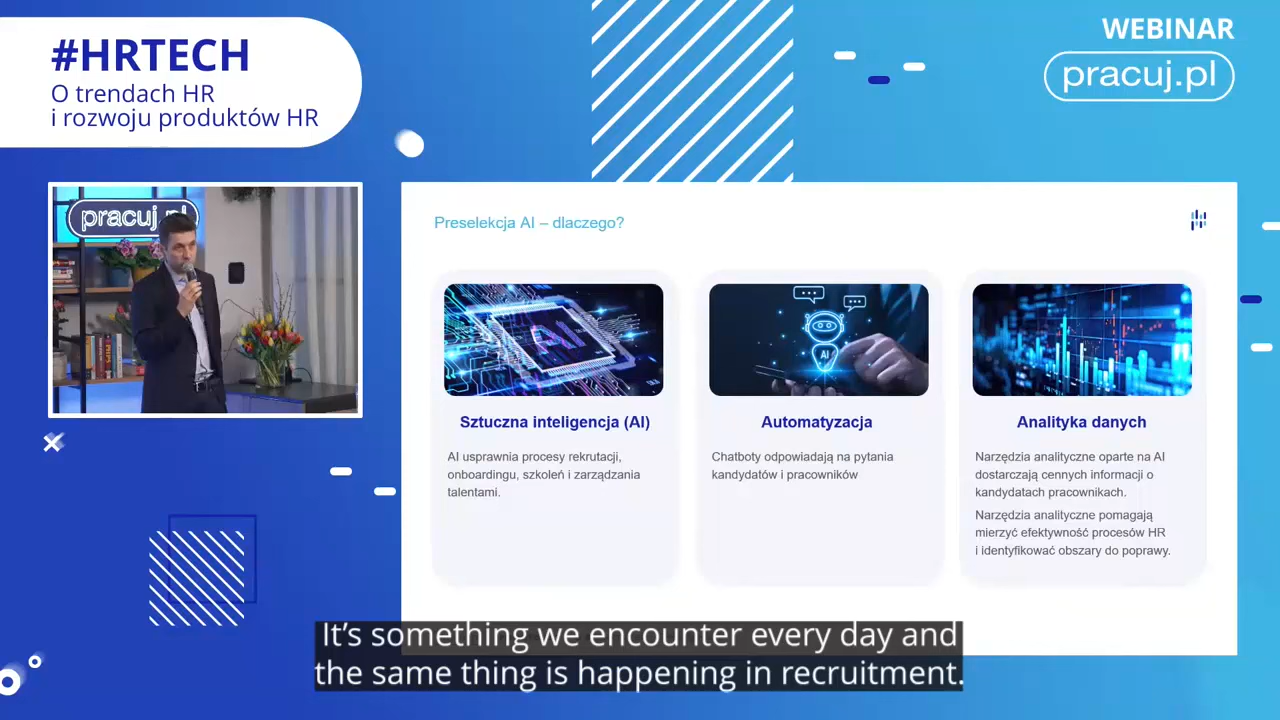 #HRTECH
O trendach HR
i rozwoju produktów HR
WEBINAR
pracuj.pl
pracuj.pl
Preselekcja AI – dlaczego?
AI
AI
Sztuczna inteligencja (AI)
AI usprawnia procesy rekrutacji,
onboardingu, szkoleń i zarządzania
talentami.
Automatyzacja
Chatboty odpowiadają na pytania
kandydatów i pracowników
Analityka danych
Narzędzia analityczne oparte na AI
dostarczają cennych informacji o
kandydatach pracownikach.
Narzędzia analityczne pomagają
mierzyć efektywność procesów HR
i identyfikować obszary do poprawy.
It’s something we encounter every day and
the same thing is happening in recruitment.